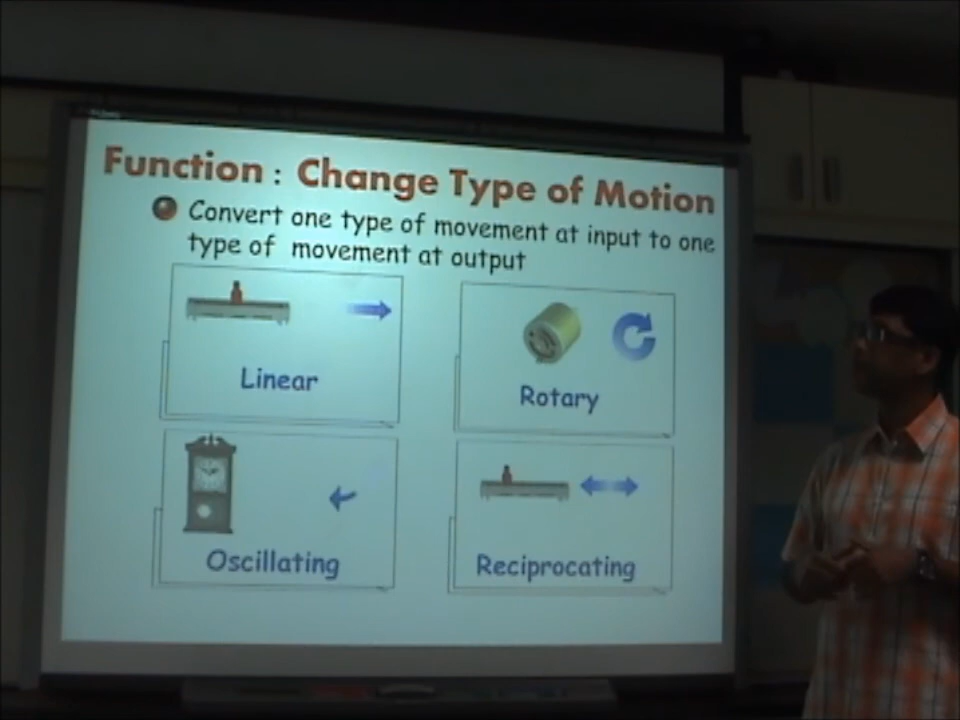 Function : Change Type of Motion
Convert one type of movement at input to one
type of movement at output
Linear
Rotary
Oscillating
Reciprocating